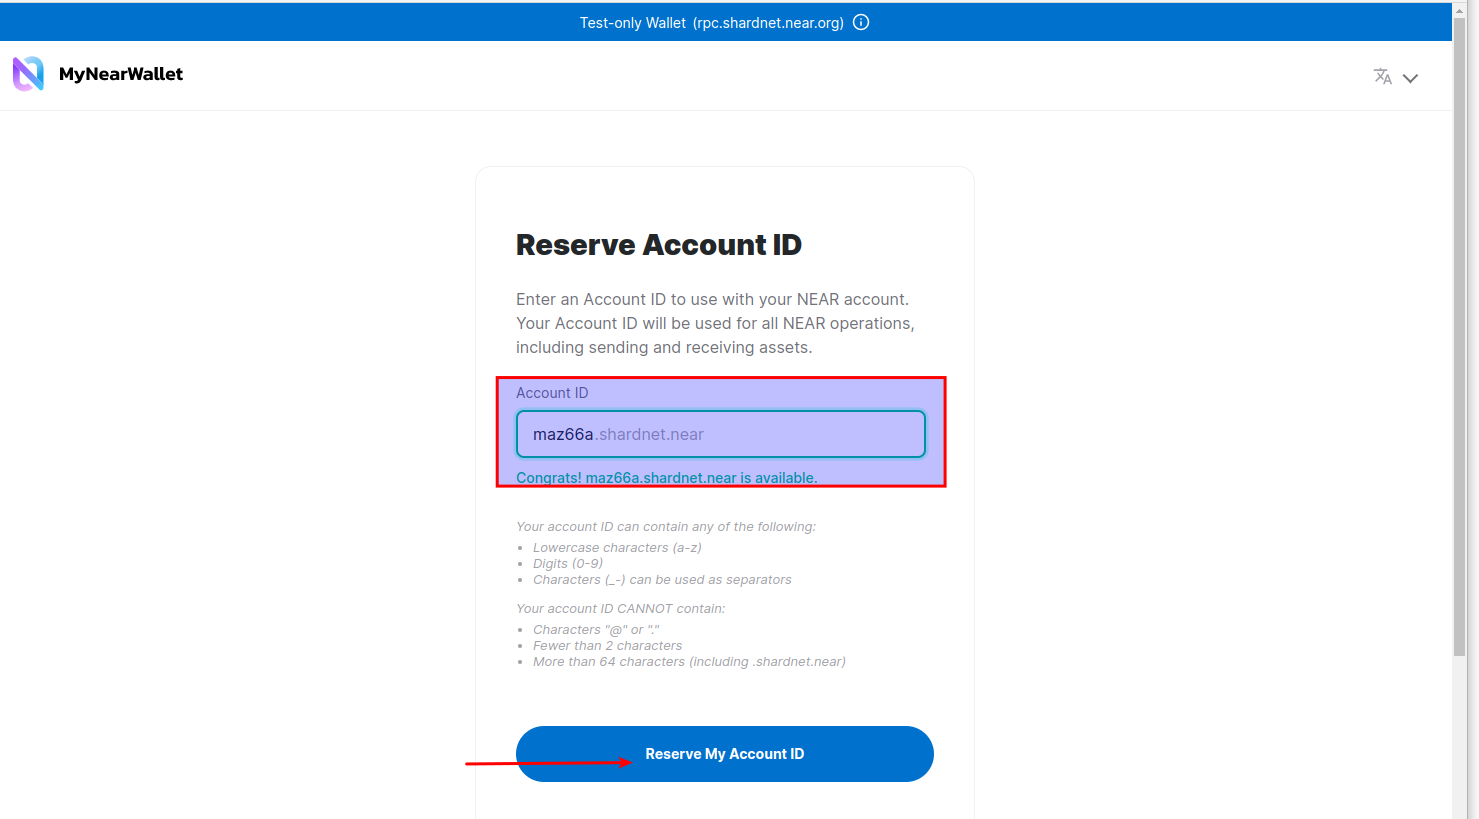 Test-only Wallet (rpc.shardnet.near.org)
MyNearWallet
Reserve Account ID
Enter an Account ID to use with your NEAR account.
Your Account ID will be used for all NEAR operations,
including sending and receiving assets.
Account ID
maz66a.shardnet.near
Congrats! maz66a.shardnet.near is available.
Your account ID can contain any of the following:
• Lowercase characters (a-z)
• Digits (0-9)
• Characters (_-) can be used as separators
Your account ID CANNOT contain:
• Characters "@" or "."
• Fewer than 2 characters
• More than 64 characters (including .shardnet.near)
Reserve My Account ID